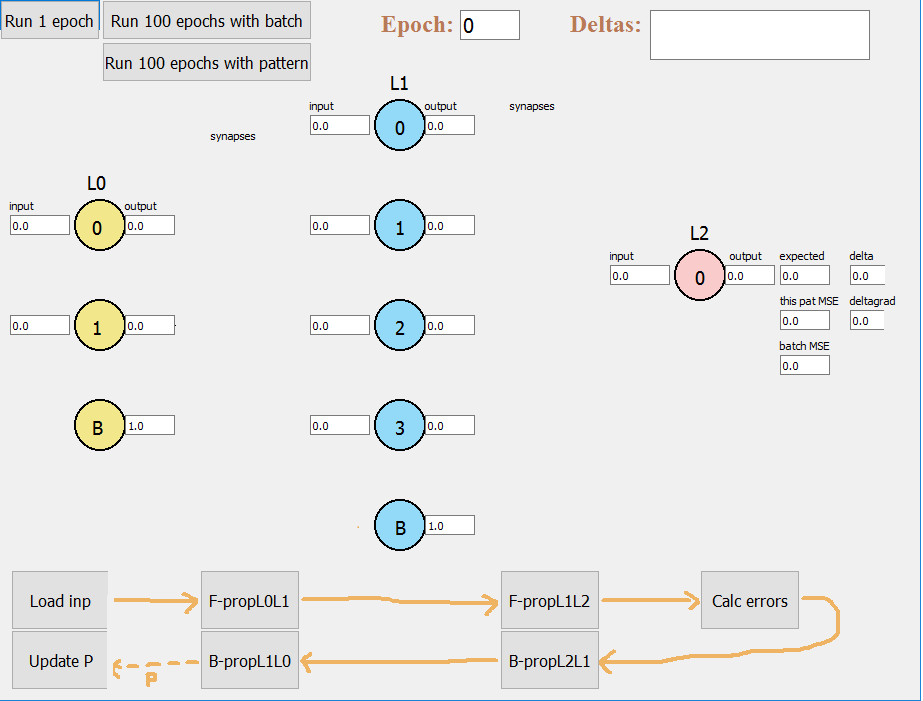 Run 1 epoch Run 100 epochs with batch Epoch: 0 Deltas:
Run 100 epochs with pattern
L1
input output synapses
0.0 0 0.0
synapses
L0
input output
0.0 0 0.0 0.0 1 0.0
L2
input output expected delta
0.0 0 0.0 0.0 0.0
this pat MSE deltagrad
0.0 1 0.0 0.0 2 0.0 0.0 0.0
batch MSE
0.0
B 1.0 0.0 3 0.0
B 1.0
Load inp F-propL0L1 F-propL1L2 Calc errors
Update P B-propL1L0 B-propL2L1
P